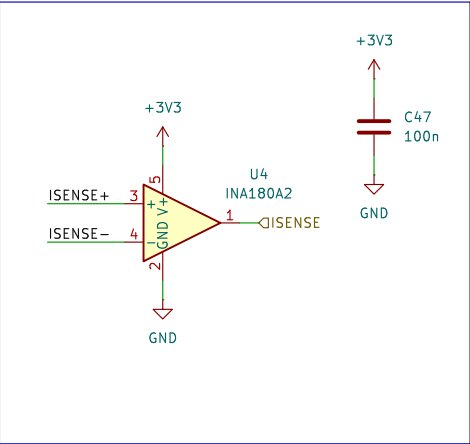 +3V3
C47
100n
GND
+3V3
U4
INA180A2
5
ISENSE+
3
+
V+
1
ISENSE
ISENSE-
4
-
GND
2
GND